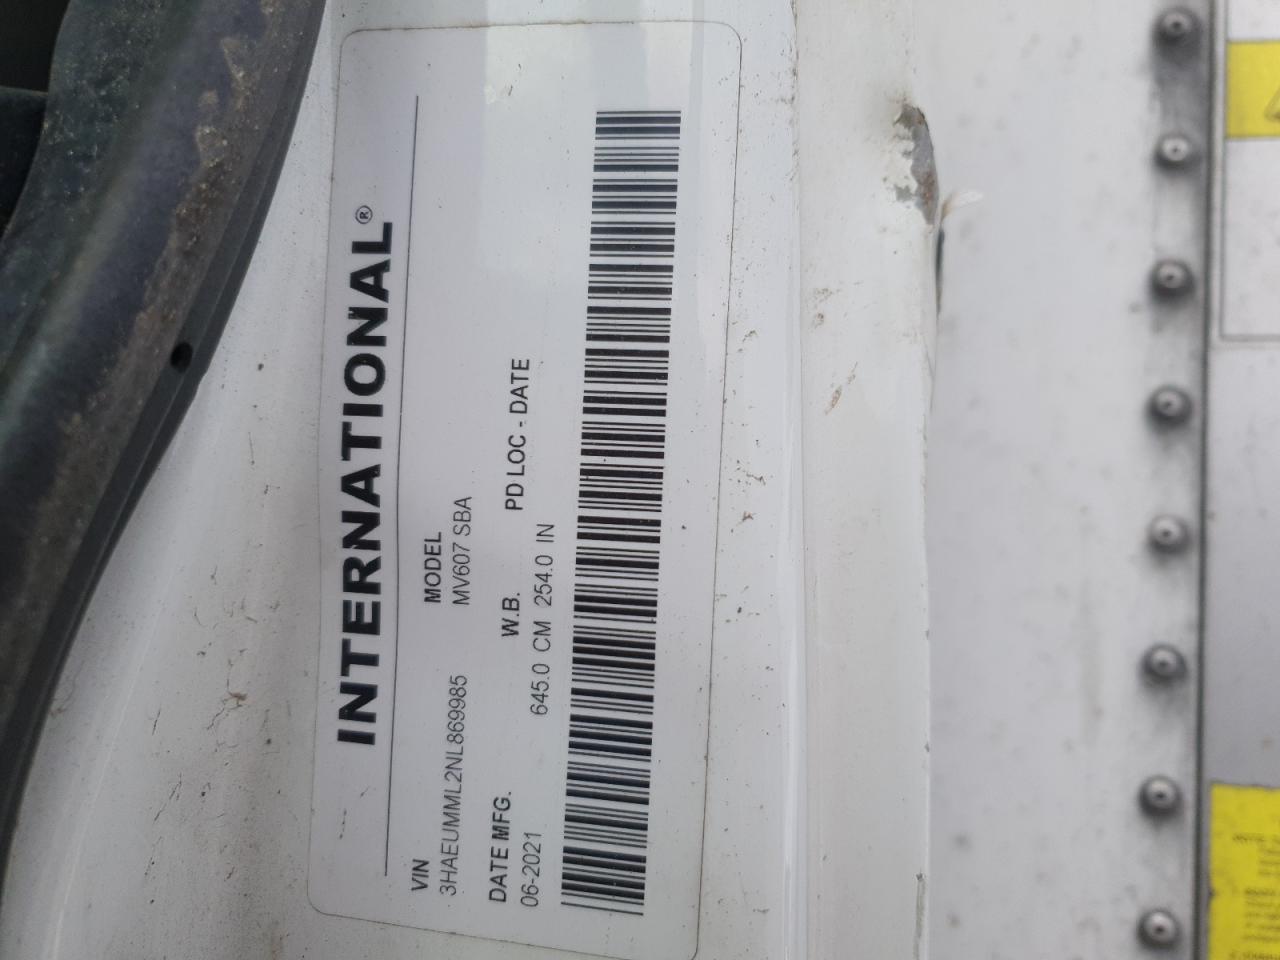 INTERNATIONAL®
VIN MODEL
3HAEUMML2NL869985 MV607 SBA
DATE MFG. W.B. PD LOC - DATE
06-2021 645.0 CM 254.0 IN